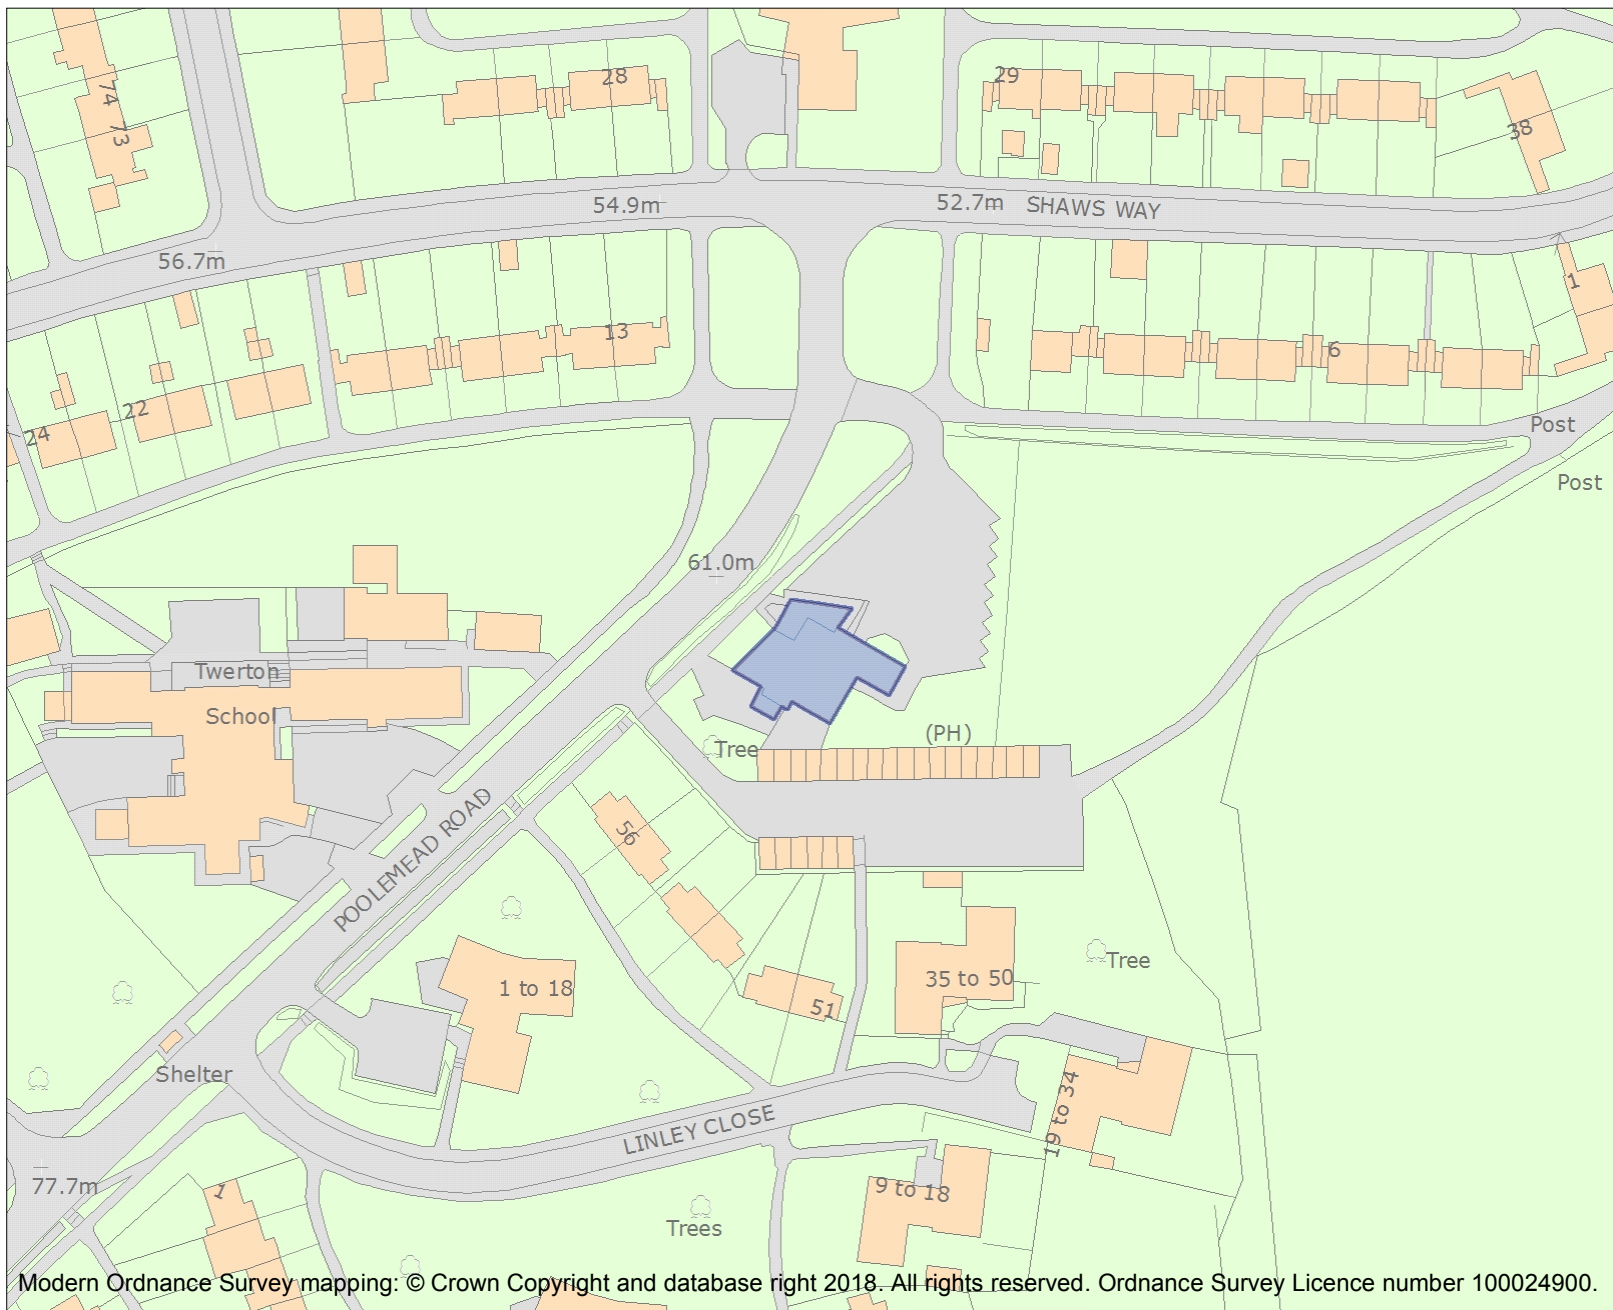 28
29
74
73
38
54.9m
52.7m
SHAWS WAY
56.7m
1
13
6
22
24
Post
Post
61.0m
Twerton
School
(PH)
Tree
56
POOLEMEAD ROAD
Tree
35 to 50
1 to 18
51
Shelter
19 to 34
LINLEY CLOSE
77.7m
1
9 to 18
Trees
Modern Ordnance Survey mapping: © Crown Copyright and database right 2018. All rights reserved. Ordnance Survey Licence number 100024900.